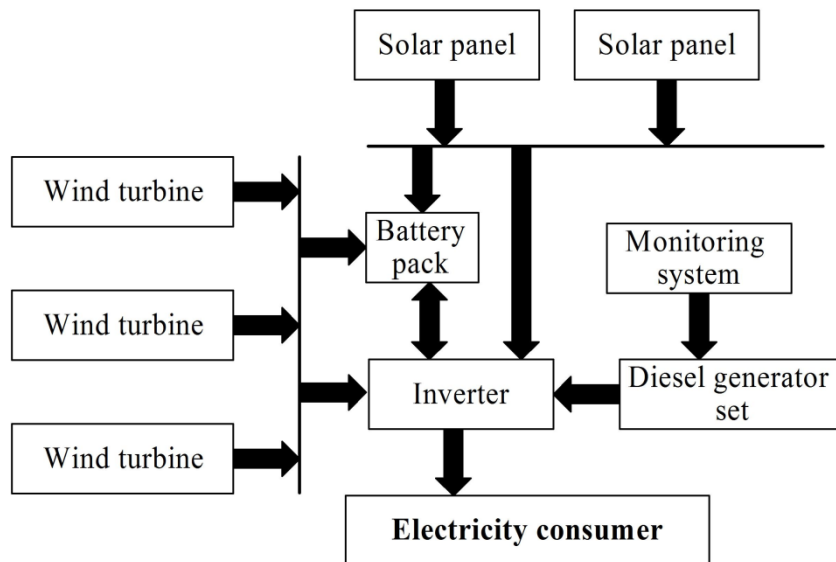 Solar panel
Solar panel
Wind turbine
Battery
pack
Monitoring
system
Wind turbine
Inverter
Diesel generator
set
Wind turbine
Electricity consumer